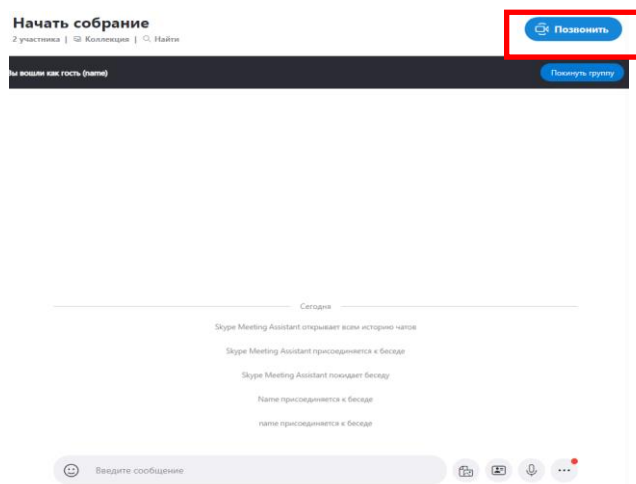 Начать собрание
Позвонить
2 участника | Коллекция | Найти
ы вошли как гость (name)
Покинуть группу
Сегодня
Skype Meeting Assistant открывает всем историю чатов
Skype Meeting Assistant присоединяется к беседе
Skype Meeting Assistant покидает беседу
Name присоединяется к беседе
name присоединяется к беседе
Введите сообщение